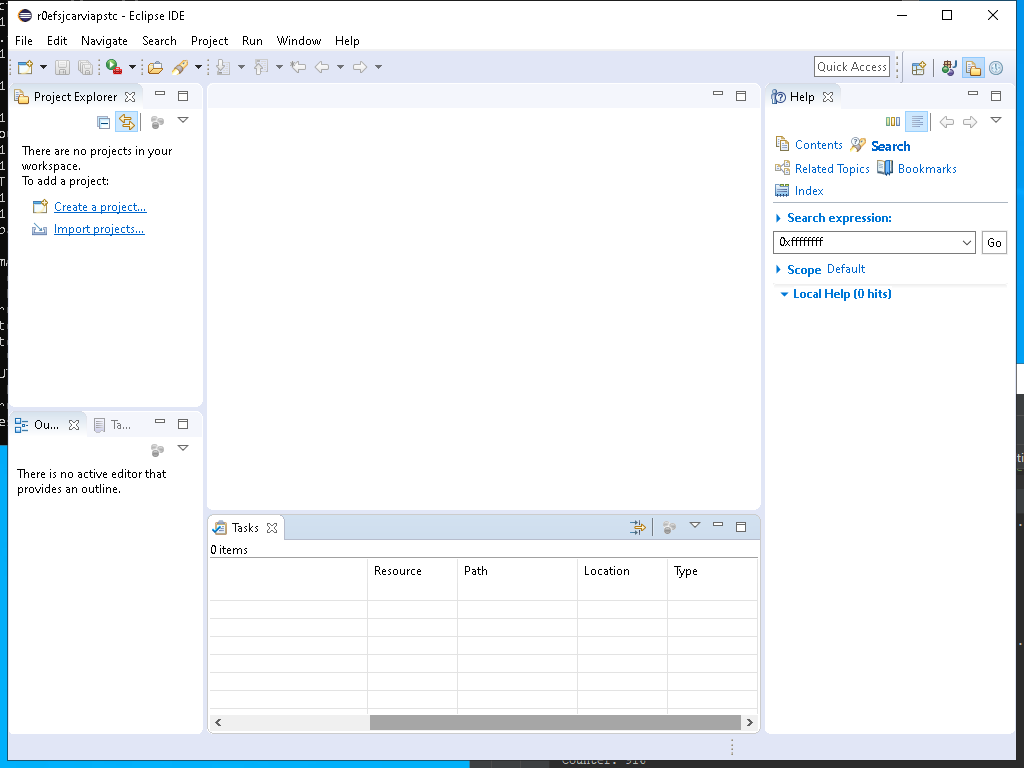 r0efsjcarviapstc - Eclipse IDE
File Edit Navigate Search Project Run Window Help
Quick Access
Project Explorer
There are no projects in your
workspace.
To add a project:
Create a project...
Import projects...
Ou...
Ta...
There is no active editor that
provides an outline.
Tasks
0 items
Resource Path Location Type
Help
Contents Search
Related Topics Bookmarks
Index
Search expression:
0xffffffff
Go
Scope Default
Local Help (0 hits)